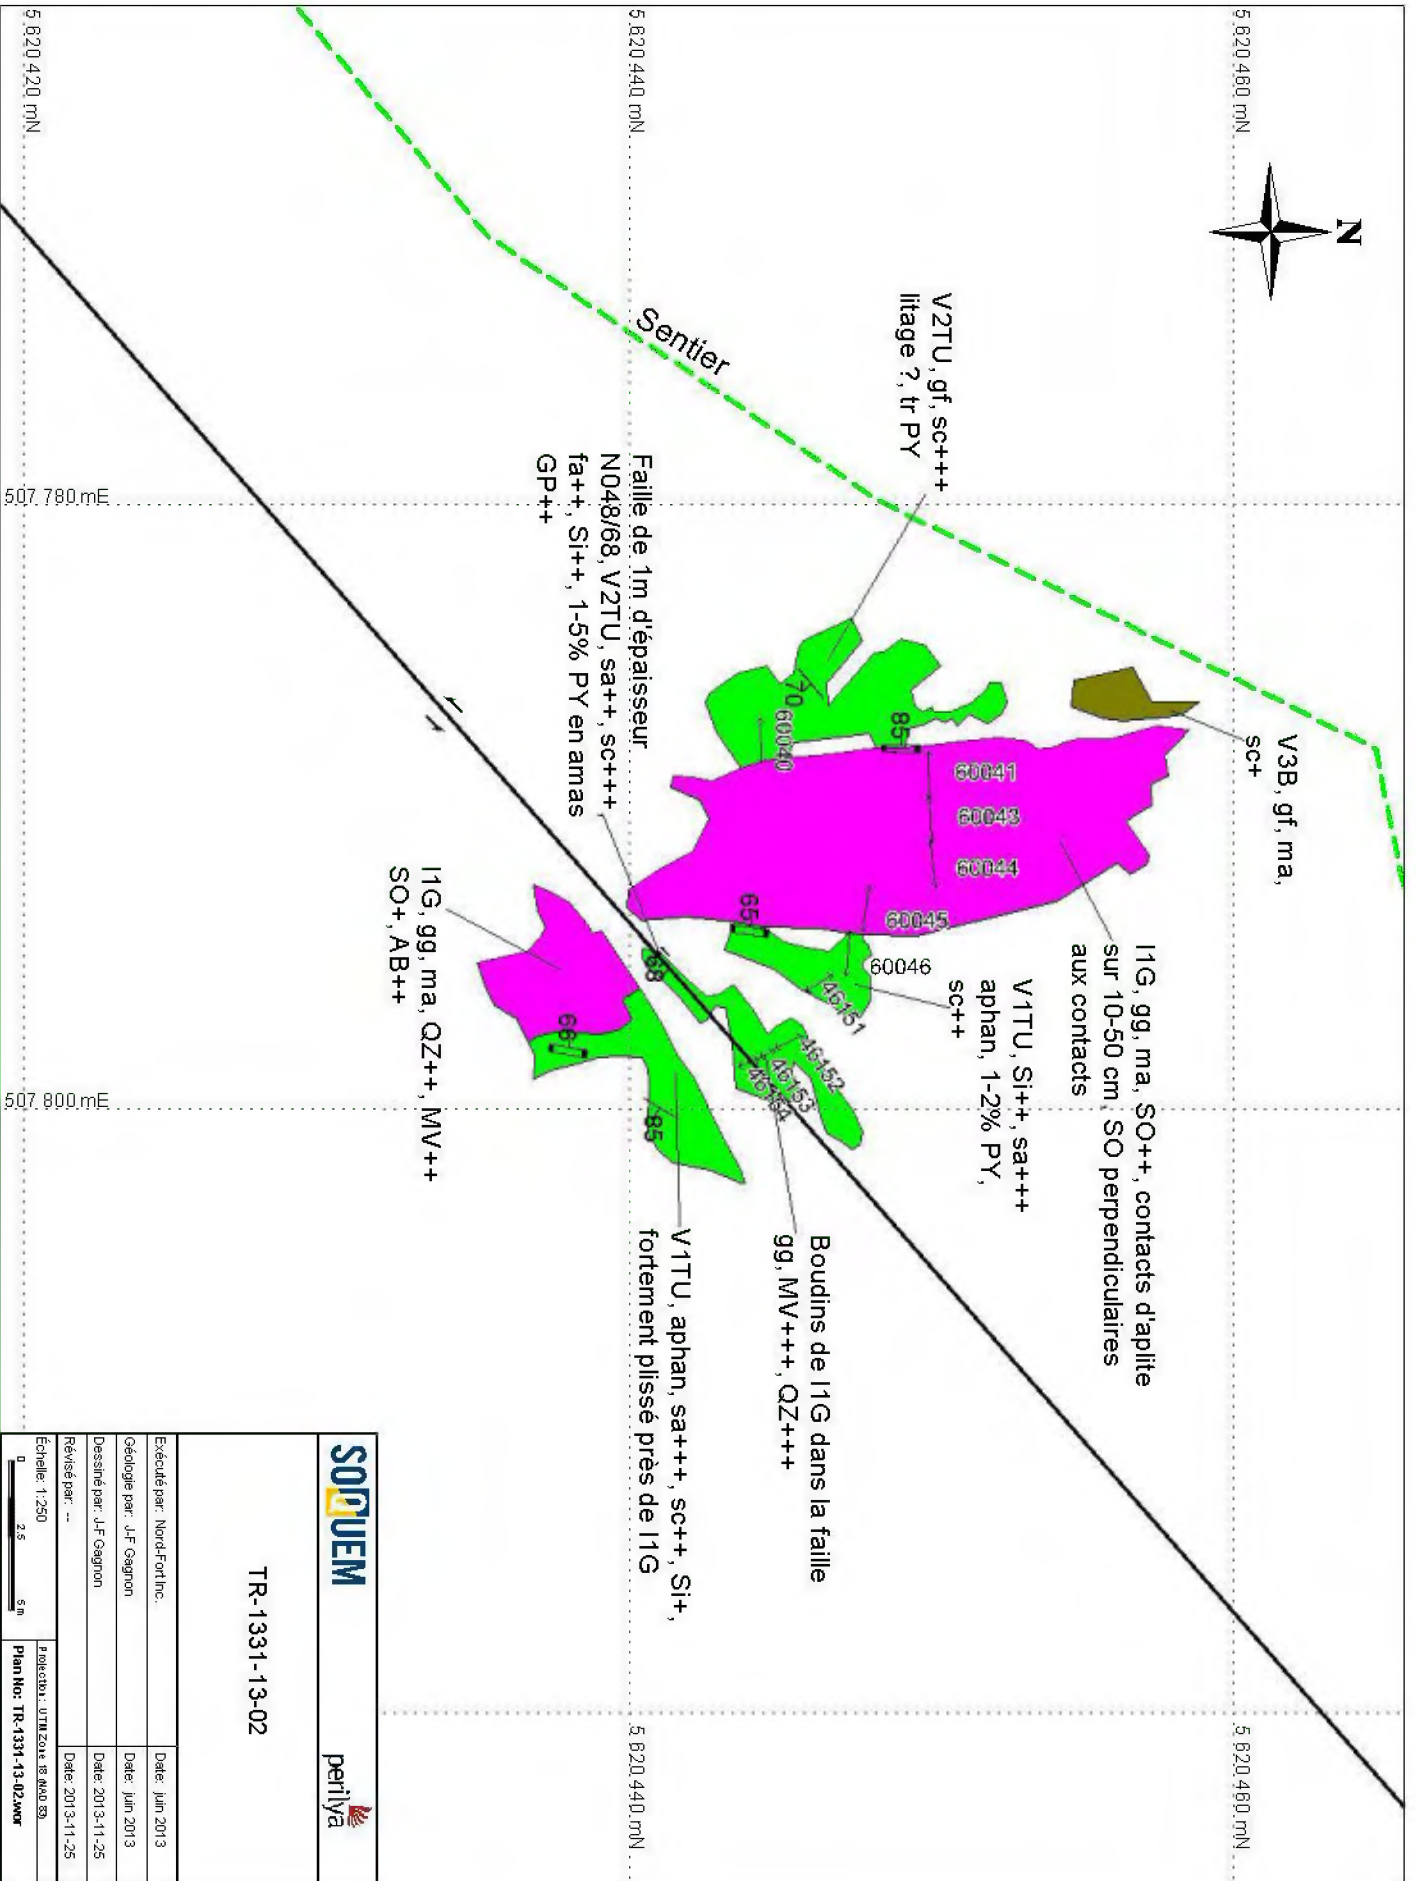 5 620 460 mN
5 620 460 mN
5 620 440 mN
5 620 440 mN
5 620 420 mN
507 780 mE
507 800 mE
N
Sentier
V3B, gf, ma,
sc+
I1G, gg, ma, SO++, contacts d'aplite
sur 10-50 cm, SO perpendiculaires
aux contacts
V2TU, gf, sc+++
litage ?, tr PY
V1TU, Si++, sa+++
aphan, 1-2% PY,
sc++
Boudins de I1G dans la faille
gg, MV+++, QZ+++
Faille de 1m d'épaisseur
N048/68, V2TU, sa++, sc+++
fa++, Si++, 1-5% PY en amas
GP++
V1TU, aphan, sa+++, sc++, Si+,
fortement plissé près de I1G
I1G, gg, ma, QZ++, MV++
SO+, AB++
70
60040
85
60041
60043
60044
60045
60046
65
46151
46152
46153
46154
68
66
85
SOQUEM
perilya
TR-1331-13-02
Exécuté par: Nord-Fort Inc.
Date: juin 2013
Géologie par: J-F Gagnon
Date: juin 2013
Dessiné par: J-F Gagnon
Date: 2013-11-25
Révisé par: --
Date: 2013-11-25
Échelle: 1:250
0 2.5 5 m
Projection: UTM Zone 18 (NAD 83)
Plan No: TR-1331-13-02.wor